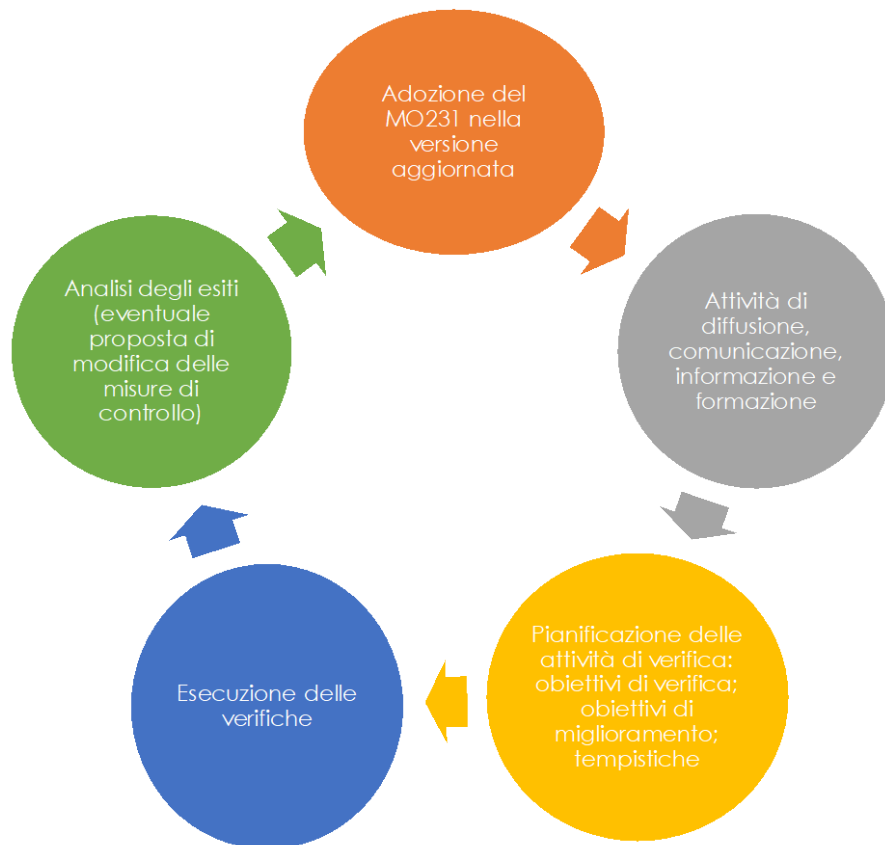 Adozione del
MO231 nella
versione
aggiornata
Attività di
diffusione,
comunicazione,
informazione e
formazione
Pianificazione delle
attività di verifica:
obiettivi di verifica;
obiettivi di
miglioramento;
tempistiche
Esecuzione delle
verifiche
Analisi degli esiti
(eventuale
proposta di
modifica delle
misure di
controllo)